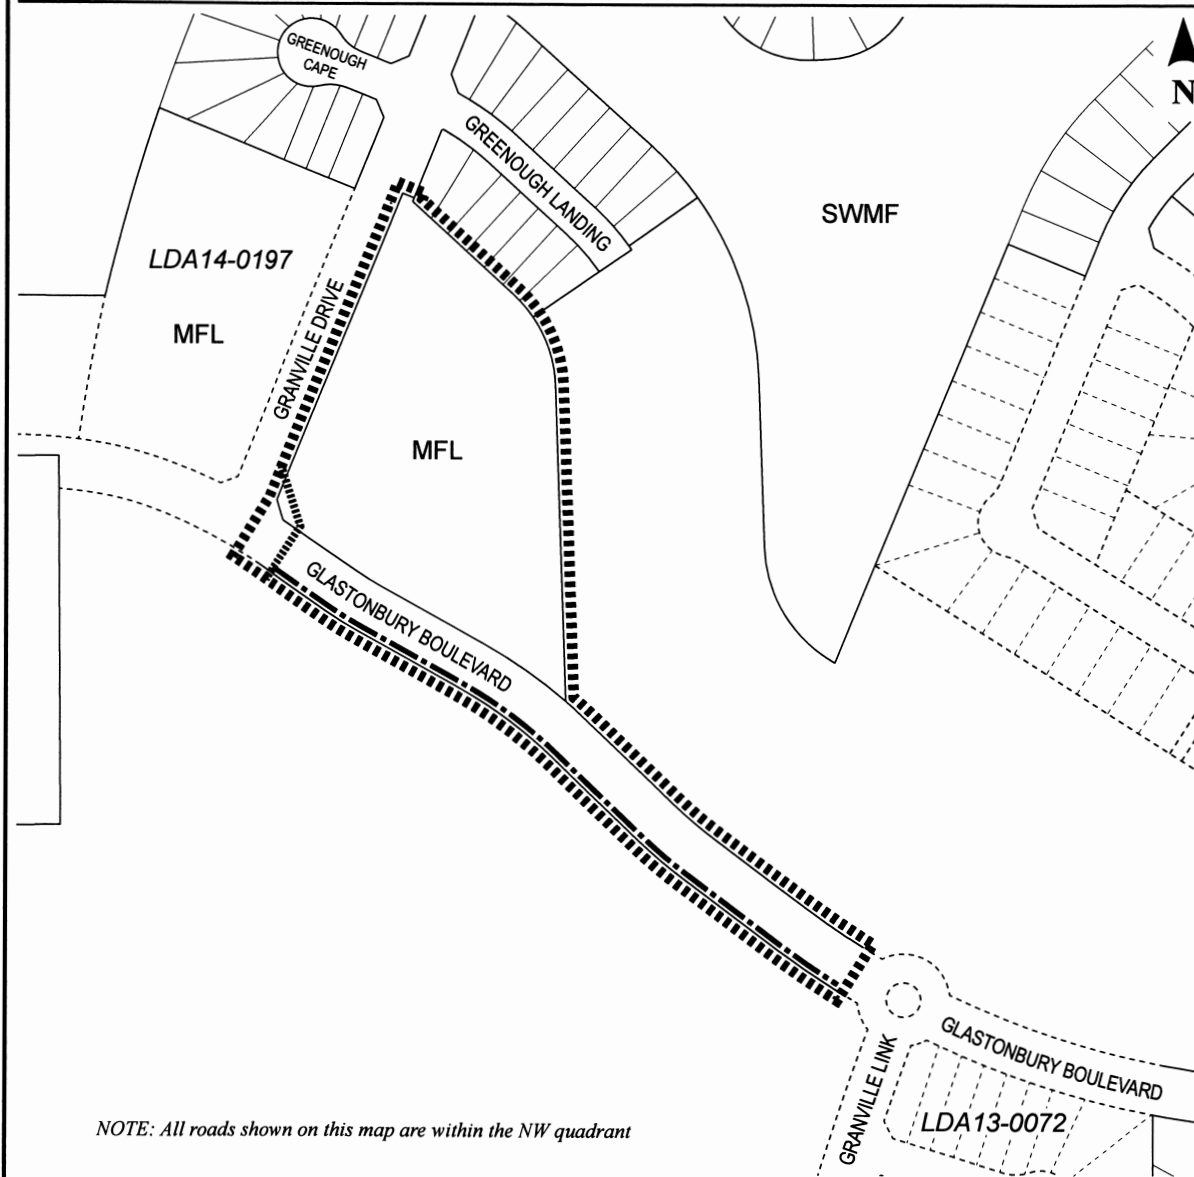 GREENOUGH
CAPE
N
GREENOUGH LANDING
SWMF
LDA14-0197
MFL
GRANVILLE DRIVE
MFL
GLASTONBURY BOULEVARD
GLASTONBURY BOULEVARD
GRANVILLE LINK
LDA13-0072
NOTE: All roads shown on this map are within the NW quadrant